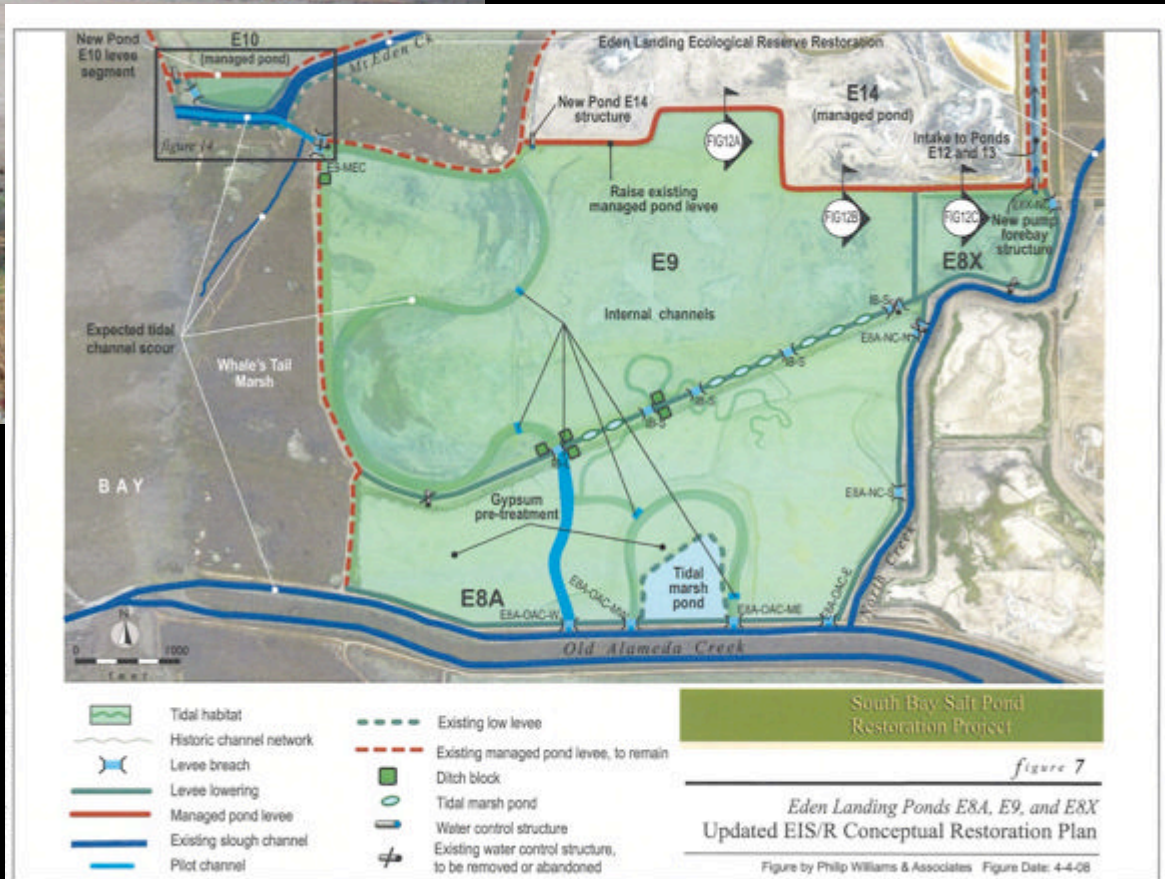 New Pond
E10 levee
segment
E10
(managed pond)
Mt Eden Ck
figure 14
E9-MEC
Eden Landing Ecological Reserve Restoration
New Pond E14
structure
E14
(managed pond)
FIG12A
Intake to Ponds
E12 and 13
Raise existing
managed pond levee
FIG12B
FIG12C
E8X-NC
New pump
forebay
structure
E9
E8X
Internal channels
IB-S
E8A-NC-N
IB-S
IB-S
IB-S
Expected tidal
channel scour
Whale's Tail
Marsh
BAY
E8A-NC-S
Gypsum
pre-treatment
Tidal
marsh
pond
E8A
E8A-OAC-W
E8A-OAC-MW
E8A-OAC-ME
E8A-OAC-E
North Creek
Old Alameda Creek
N
0 1000
feet
Tidal habitat
Historic channel network
Levee breach
Levee lowering
Managed pond levee
Existing slough channel
Pilot channel
Existing low levee
Existing managed pond levee, to remain
Ditch block
Tidal marsh pond
Water control structure
Existing water control structure,
to be removed or abandoned
South Bay Salt Pond
Restoration Project
figure 7
Eden Landing Ponds E8A, E9, and E8X
Updated EIS/R Conceptual Restoration Plan
Figure by Philip Williams & Associates Figure Date: 4-4-08